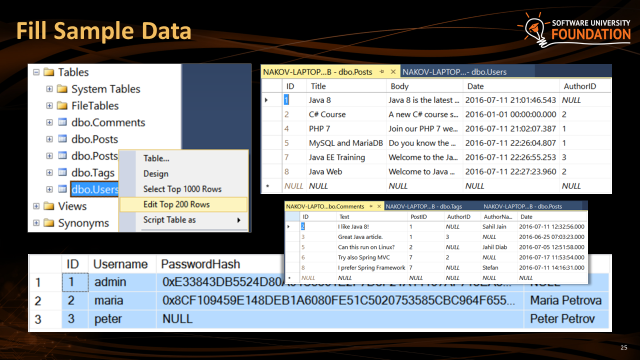 Fill Sample Data
SOFTWARE UNIVERSITY
FOUNDATION
Tables
System Tables
FileTables
dbo.Comments
dbo.Posts
dbo.Posts
dbo.Tags
dbo.Users
Views
Synonyms
Table...
Design
Select Top 1000 Rows
Edit Top 200 Rows
Script Table as
NAKOV-LAPTOP...B - dbo.Posts NAKOV-LAPTOP...- dbo.Users
ID Title Body Date AuthorID
1 Java 8 Java 8 is the latest ... 2016-07-11 21:01:46.543 NULL
2 C# Course A new C# course s... 2016-01-01 00:00:00.000 2
4 PHP 7 Join our PHP 7 we... 2016-07-11 21:02:07.387 1
5 MySQL and MariaDB Do you know the ... 2016-07-11 22:26:04.807 1
7 Java EE Training Welcome to the Ja... 2016-07-11 22:26:55.253 3
8 Java Web Welcome to Java ... 2016-07-11 22:27:23.960 2
NULL NULL NULL NULL NULL
NAKOV-LAPTO...bo.Comments NAKOV-LAPTOP...B - dbo.Tags NAKOV-LAPTOP...B - dbo.Posts
ID Text PostID AuthorID AuthorNa... Date
2 I like Java 8! 1 NULL Sahil Jain 2016-07-11 12:32:56.000
3 Great Java article. 1 3 NULL 2016-06-25 07:03:23.000
5 Can this run on Linux? 2 NULL Jahil Diab 2016-07-05 12:51:58.000
6 Try also Spring MVC 7 2 NULL 2016-07-17 11:53:54.000
8 I prefer Spring Framework 7 NULL Stefan 2016-07-11 14:16:31.000
NULL NULL NULL NULL NULL NULL
ID Username PasswordHash
1 1 admin
2 2 maria 0x8CF109459E148DEB1A6080FE51C5020753585CBC964F655... Maria Petrova
3 3 peter NULL Peter Petrov
25